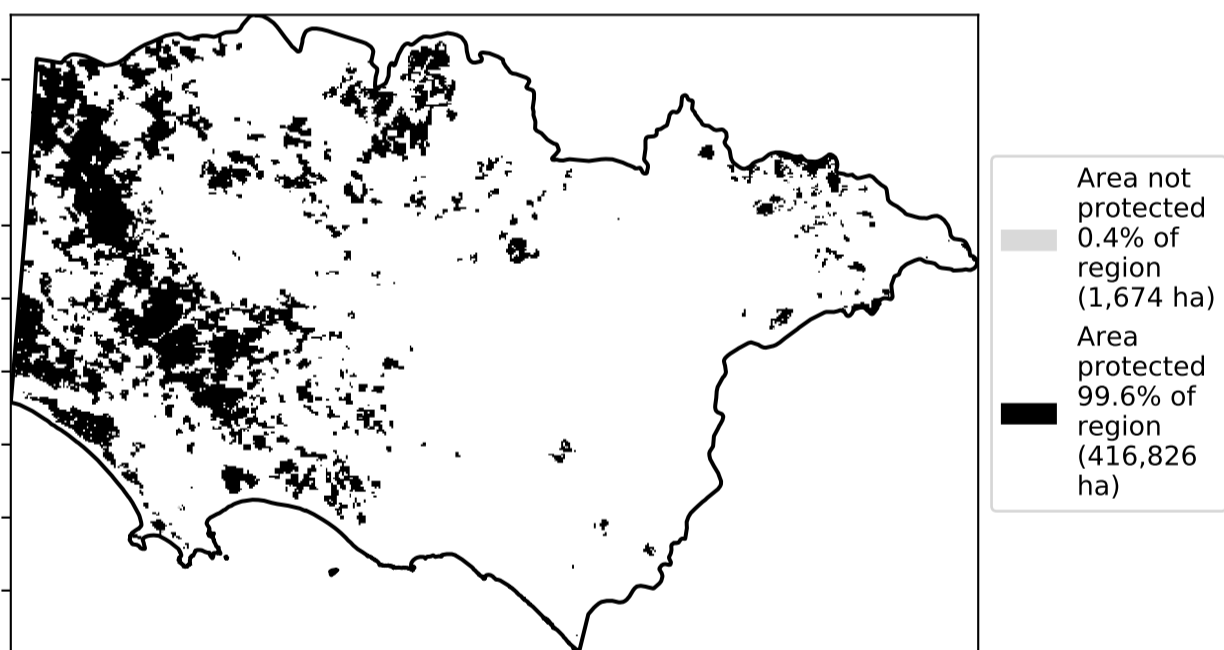 Area not
protected
0.4% of
region
(1,674 ha)
Area
protected
99.6% of
region
(416,826
ha)